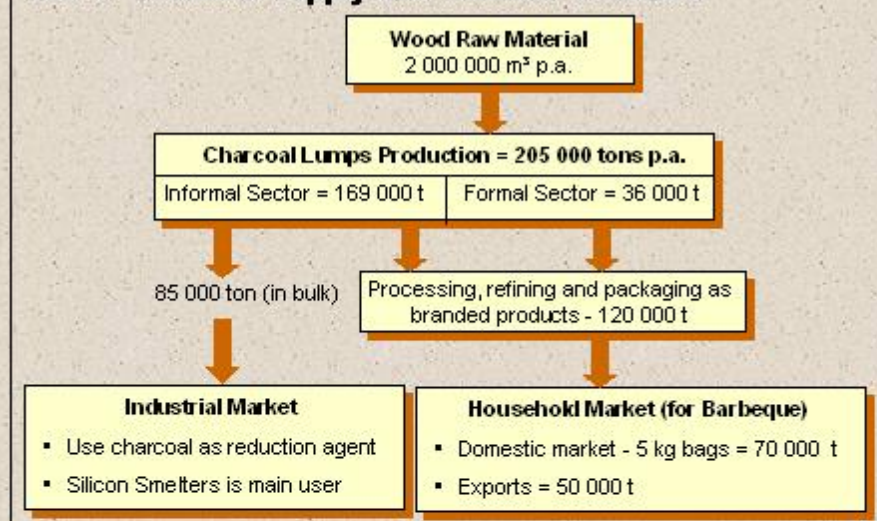 Wood Raw Material
2 000 000 m³ p.a.
Charcoal Lumps Production = 205 000 tons p.a.
Informal Sector = 169 000 t
Formal Sector = 36 000 t
85 000 ton (in bulk)
Processing, refining and packaging as
branded products - 120 000 t
Industrial Market
▪ Use charcoal as reduction agent
▪ Silicon Smelters is main user
Household Market (for Barbeque)
▪ Domestic market - 5 kg bags = 70 000 t
▪ Exports = 50 000 t